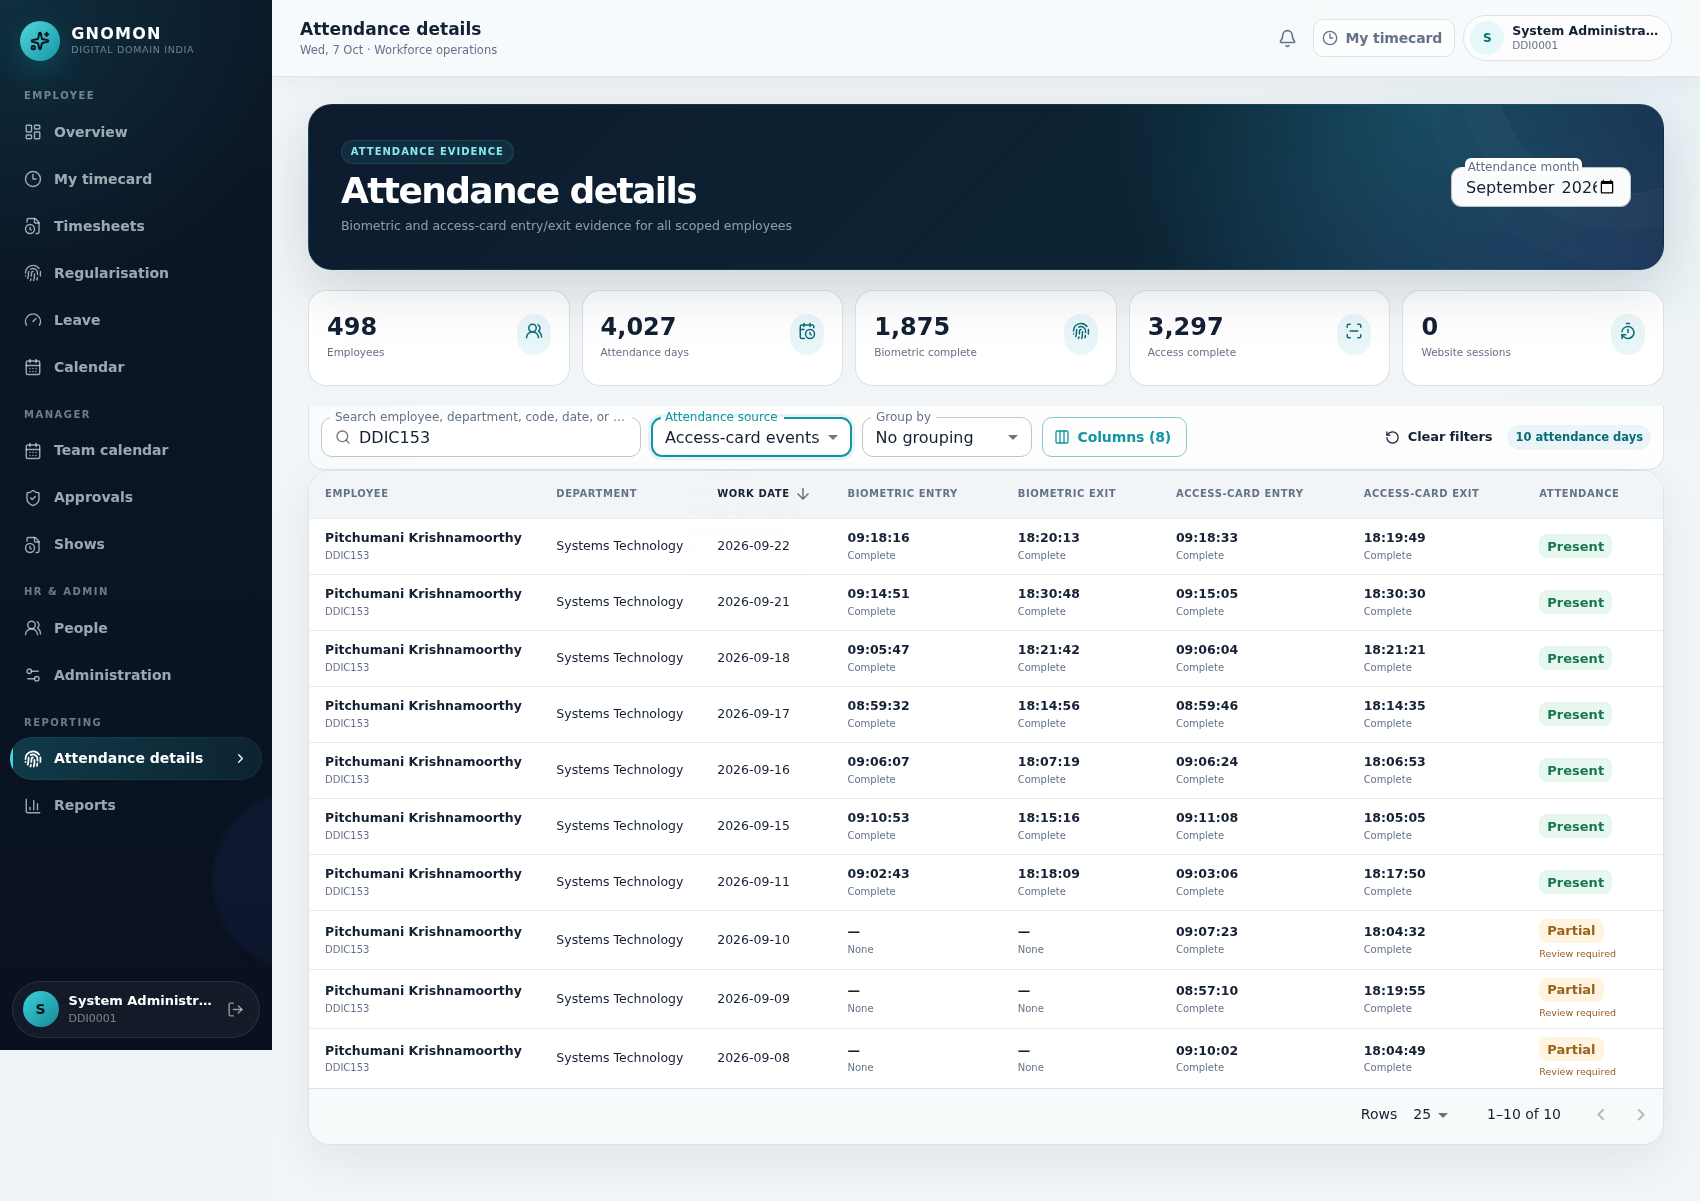 GNOMON
DIGITAL DOMAIN INDIA
EMPLOYEE
Overview
My timecard
Timesheets
Regularisation
Leave
Calendar
MANAGER
Team calendar
Approvals
Shows
HR & ADMIN
People
Administration
REPORTING
Attendance details
Reports
S
System Administr...
DDI0001
Attendance details
Wed, 7 Oct · Workforce operations
My timecard
S
System Administra...
DDI0001
ATTENDANCE EVIDENCE
Attendance details
Biometric and access-card entry/exit evidence for all scoped employees
Attendance month
September 2026
498
Employees
4,027
Attendance days
1,875
Biometric complete
3,297
Access complete
0
Website sessions
Search employee, department, code, date, or ...
DDIC153
Attendance source
Access-card events
Group by
No grouping
Columns (8)
Clear filters
10 attendance days
EMPLOYEE DEPARTMENT WORK DATE BIOMETRIC ENTRY BIOMETRIC EXIT ACCESS-CARD ENTRY ACCESS-CARD EXIT ATTENDANCE
Pitchumani Krishnamoorthy Systems Technology 2026-09-22 09:18:16 18:20:13 09:18:33 18:19:49 Present
DDIC153 Complete Complete Complete Complete
Pitchumani Krishnamoorthy Systems Technology 2026-09-21 09:14:51 18:30:48 09:15:05 18:30:30 Present
DDIC153 Complete Complete Complete Complete
Pitchumani Krishnamoorthy Systems Technology 2026-09-18 09:05:47 18:21:42 09:06:04 18:21:21 Present
DDIC153 Complete Complete Complete Complete
Pitchumani Krishnamoorthy Systems Technology 2026-09-17 08:59:32 18:14:56 08:59:46 18:14:35 Present
DDIC153 Complete Complete Complete Complete
Pitchumani Krishnamoorthy Systems Technology 2026-09-16 09:06:07 18:07:19 09:06:24 18:06:53 Present
DDIC153 Complete Complete Complete Complete
Pitchumani Krishnamoorthy Systems Technology 2026-09-15 09:10:53 18:15:16 09:11:08 18:05:05 Present
DDIC153 Complete Complete Complete Complete
Pitchumani Krishnamoorthy Systems Technology 2026-09-11 09:02:43 18:18:09 09:03:06 18:17:50 Present
DDIC153 Complete Complete Complete Complete
Pitchumani Krishnamoorthy Systems Technology 2026-09-10 — — 09:07:23 18:04:32 Partial
DDIC153 None None Complete Complete Review required
Pitchumani Krishnamoorthy Systems Technology 2026-09-09 — — 08:57:10 18:19:55 Partial
DDIC153 None None Complete Complete Review required
Pitchumani Krishnamoorthy Systems Technology 2026-09-08 — — 09:10:02 18:04:49 Partial
DDIC153 None None Complete Complete Review required
Rows 25 1–10 of 10